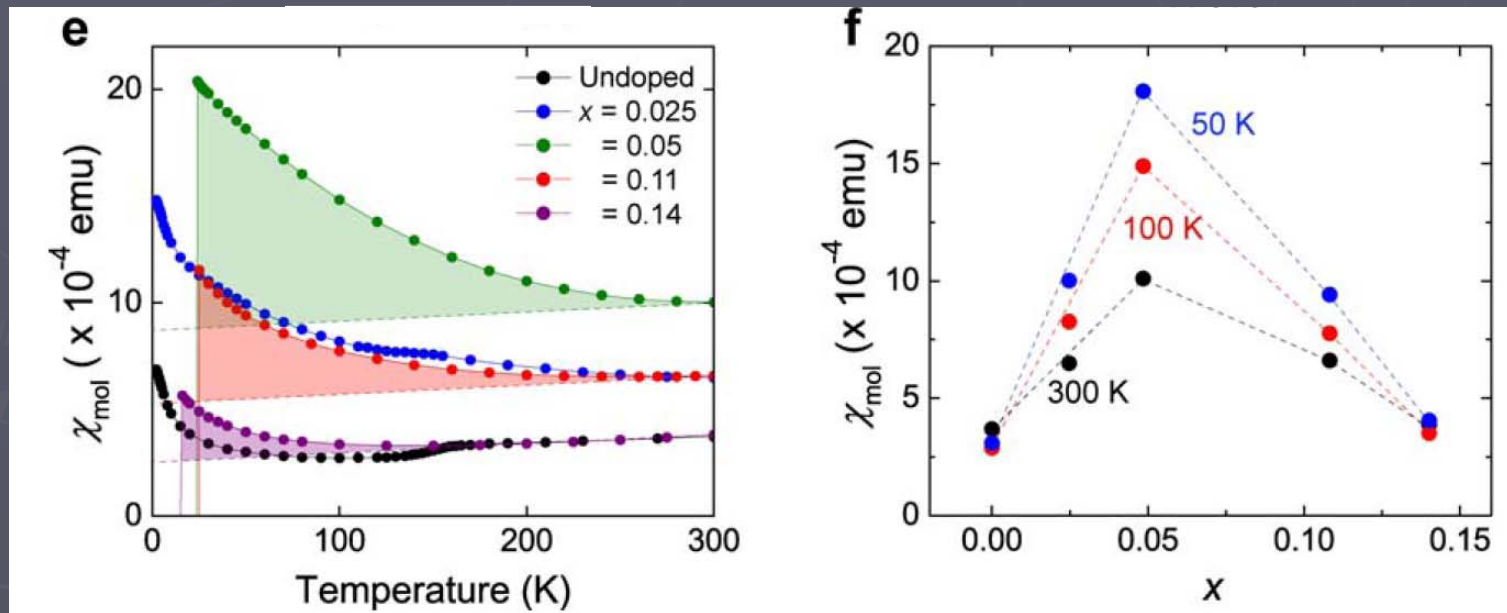 e
20
10
0
0 100 200 300
χmol ( x 10⁻⁴ emu)
Temperature (K)
Undoped
x = 0.025
= 0.05
= 0.11
= 0.14
f
20
15
10
5
0
0.00 0.05 0.10 0.15
χmol (x 10⁻⁴ emu)
x
50 K
100 K
300 K